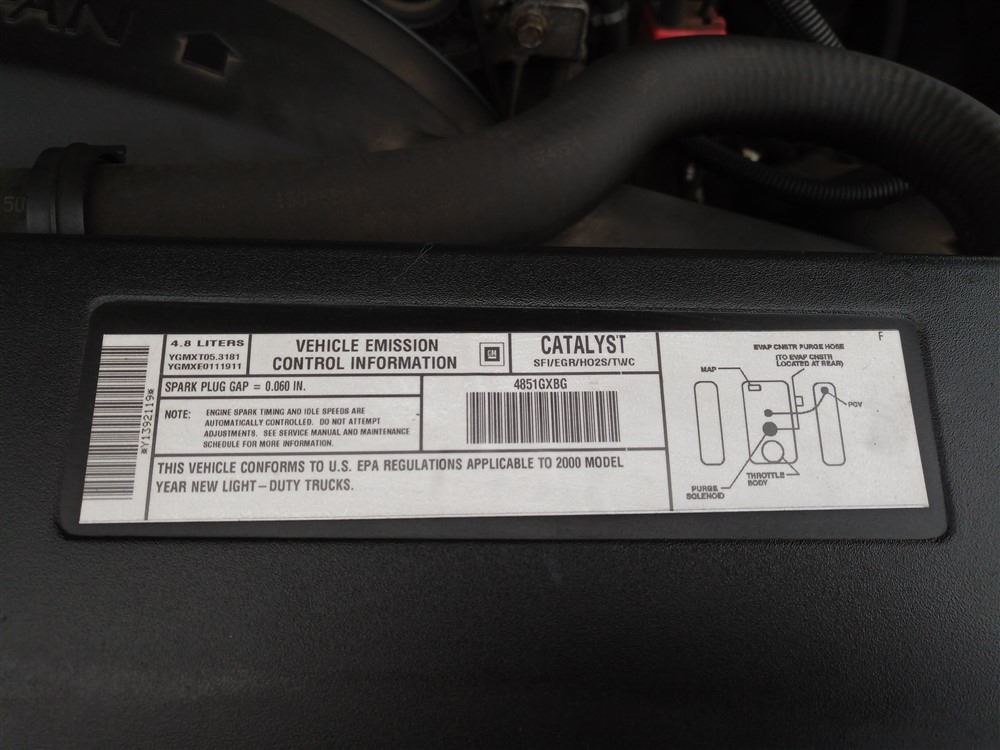 4.8 LITERS
YGMXT05.3181
YGMXE0111911
VEHICLE EMISSION
CONTROL INFORMATION
GM
CATALYST
SFI/EGR/HO2S/TWC
F
SPARK PLUG GAP = 0.060 IN.
4851GXBG
NOTE: ENGINE SPARK TIMING AND IDLE SPEEDS ARE
AUTOMATICALLY CONTROLLED. DO NOT ATTEMPT
ADJUSTMENTS. SEE SERVICE MANUAL AND MAINTENANCE
SCHEDULE FOR MORE INFORMATION.
THIS VEHICLE CONFORMS TO U.S. EPA REGULATIONS APPLICABLE TO 2000 MODEL
YEAR NEW LIGHT-DUTY TRUCKS.
*Y1392119*
EVAP CNSTR PURGE HOSE
(TO EVAP CNSTR
LOCATED AT REAR)
MAP
PCV
THROTTLE
BODY
PURGE
SOLENOID
AN